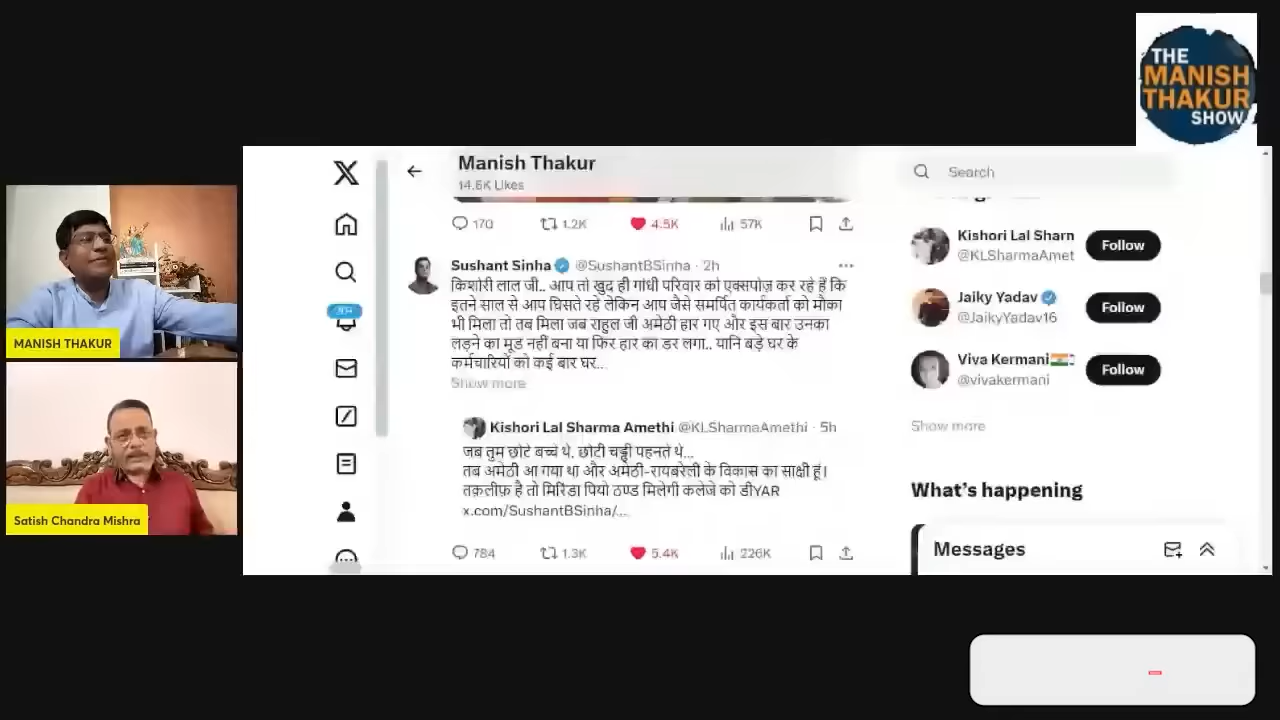 THE
MANISH
THAKUR
SHOW
MANISH THAKUR
Satish Chandra Mishra
Manish Thakur
14.6K Likes
170 1.2K 4.5K 57K
Sushant Sinha @SushantBSinha · 2h
किशोरी लाल जी.. आप तो खुद ही गांधी परिवार को एक्सपोज़ कर रहे हैं कि
इतने साल से आप घिसते रहे लेकिन आप जैसे समर्पित कार्यकर्ता को मौका
भी मिला तो तब मिला जब राहुल जी अमेठी हार गए और इस बार उनका
लड़ने का मूड नहीं बना या फिर हार का डर लगा.. यानि बड़े घर के
कर्मचारियों को कई बार घर...
Show more
Kishori Lal Sharma Amethi @KLSharmaAmethi · 5h
जब तुम छोटे बच्चे थे, छोटी चड्ढी पहनते थे...
तब अमेठी आ गया था और अमेठी-रायबरेली के विकास का साक्षी हूं।
तक़लीफ़ है तो मिरिंडा पियो ठण्ड मिलेगी कलेजे को डीYAR
x.com/SushantBSinha/...
784 1.3K 5.4K 226K
Search
Kishori Lal Sharn
@KLSharmaAmet
Follow
Jaiky Yadav
@JaikyYadav16
Follow
Viva Kermani
@vivakermani
Follow
Show more
What's happening
Messages